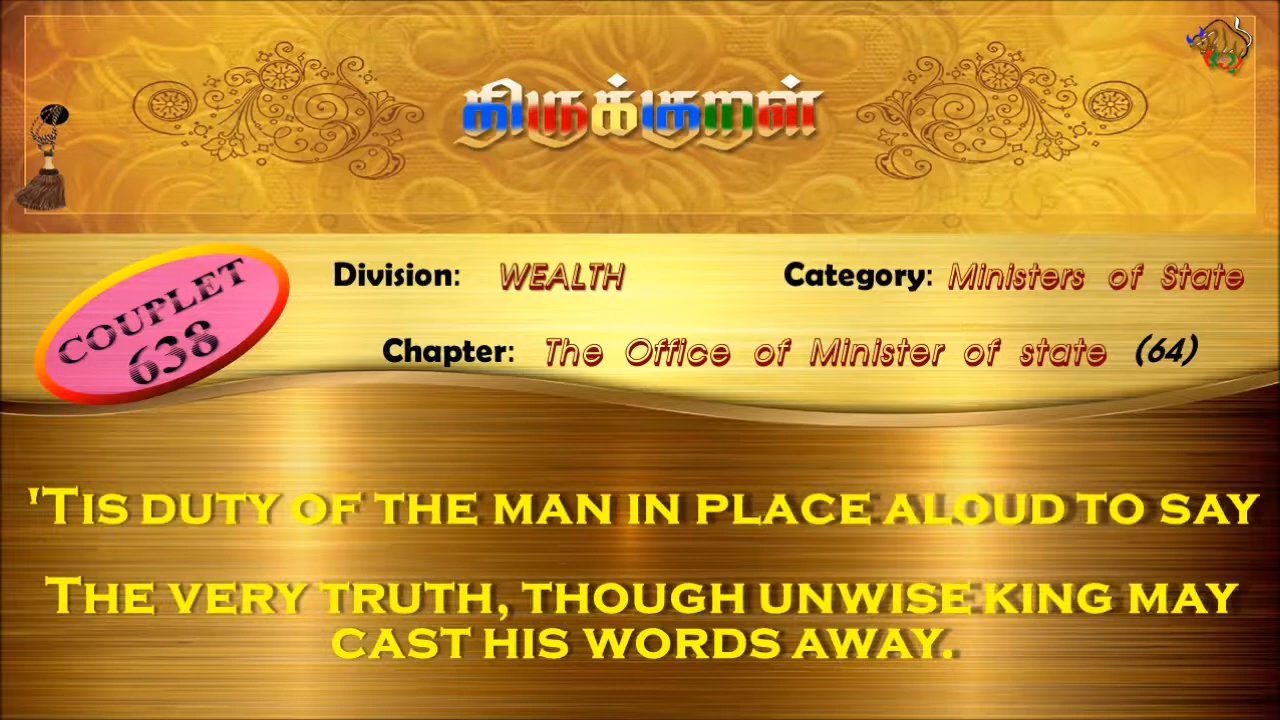 திருக்குறள்
COUPLET
638
Division: WEALTH Category: Ministers of State
Chapter: The Office of Minister of state (64)
'Tis duty of the man in place aloud to say
The very truth, though unwise king may
cast his words away.